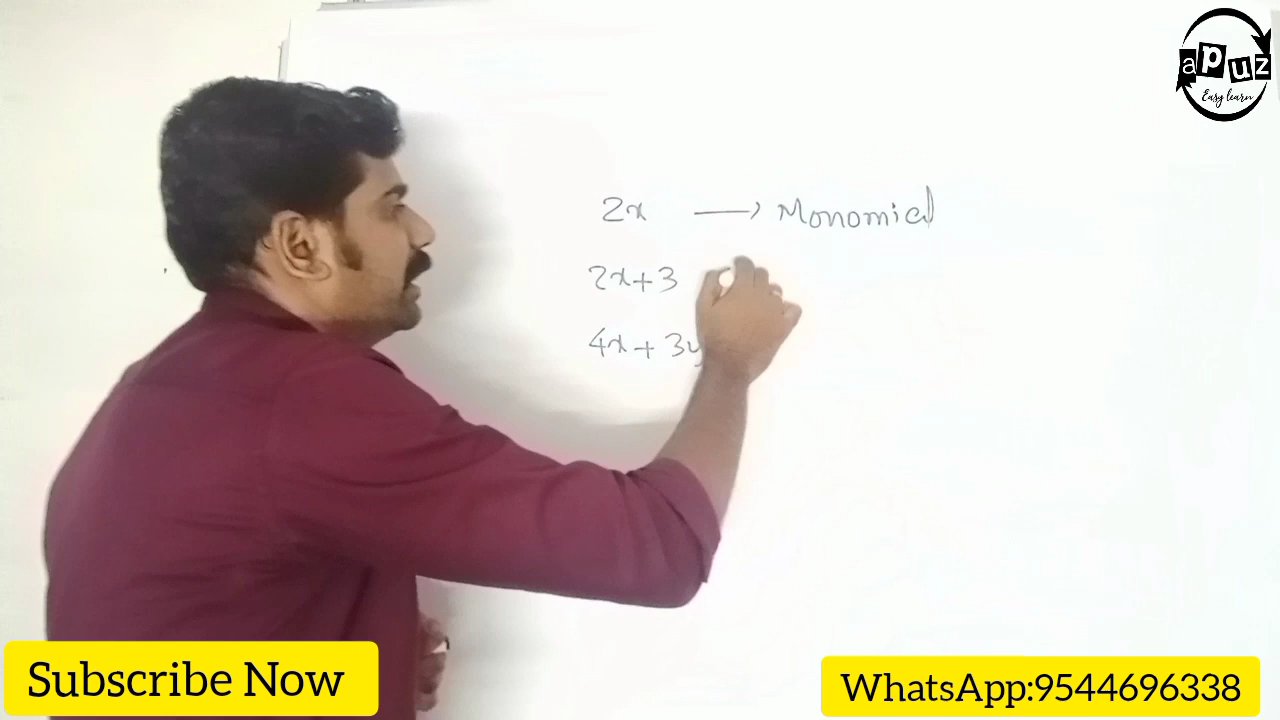 apuz
Easy learn
2x → Monomial
2x+3
4x + 3y
Subscribe Now
WhatsApp:9544696338